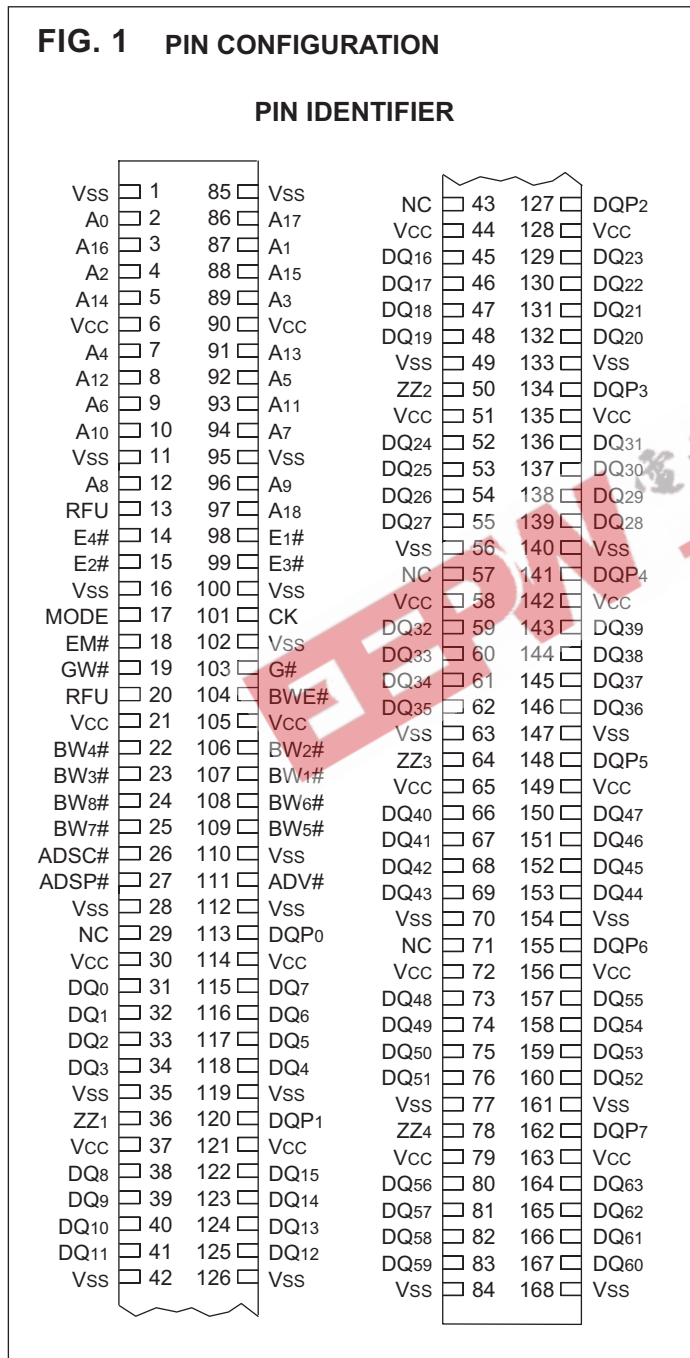 FIG. 1 PIN CONFIGURATION
PIN IDENTIFIER
VSS 1 85 VSS
A0 2 86 A17
A16 3 87 A1
A2 4 88 A15
A14 5 89 A3
VCC 6 90 VCC
A4 7 91 A13
A12 8 92 A5
A6 9 93 A11
A10 10 94 A7
VSS 11 95 VSS
A8 12 96 A9
RFU 13 97 A18
E4# 14 98 E1#
E2# 15 99 E3#
VSS 16 100 VSS
MODE 17 101 CK
EM# 18 102 VSS
GW# 19 103 G#
RFU 20 104 BWE#
VCC 21 105 VCC
BW4# 22 106 BW2#
BW3# 23 107 BW1#
BW8# 24 108 BW6#
BW7# 25 109 BW5#
ADSC# 26 110 VSS
ADSP# 27 111 ADV#
VSS 28 112 VSS
NC 29 113 DQP0
VCC 30 114 VCC
DQ0 31 115 DQ7
DQ1 32 116 DQ6
DQ2 33 117 DQ5
DQ3 34 118 DQ4
VSS 35 119 VSS
ZZ1 36 120 DQP1
VCC 37 121 VCC
DQ8 38 122 DQ15
DQ9 39 123 DQ14
DQ10 40 124 DQ13
DQ11 41 125 DQ12
VSS 42 126 VSS
NC 43 127 DQP2
VCC 44 128 VCC
DQ16 45 129 DQ23
DQ17 46 130 DQ22
DQ18 47 131 DQ21
DQ19 48 132 DQ20
VSS 49 133 VSS
ZZ2 50 134 DQP3
VCC 51 135 VCC
DQ24 52 136 DQ31
DQ25 53 137 DQ30
DQ26 54 138 DQ29
DQ27 55 139 DQ28
VSS 56 140 VSS
NC 57 141 DQP4
VCC 58 142 VCC
DQ32 59 143 DQ39
DQ33 60 144 DQ38
DQ34 61 145 DQ37
DQ35 62 146 DQ36
VSS 63 147 VSS
ZZ3 64 148 DQP5
VCC 65 149 VCC
DQ40 66 150 DQ47
DQ41 67 151 DQ46
DQ42 68 152 DQ45
DQ43 69 153 DQ44
VSS 70 154 VSS
NC 71 155 DQP6
VCC 72 156 VCC
DQ48 73 157 DQ55
DQ49 74 158 DQ54
DQ50 75 159 DQ53
DQ51 76 160 DQ52
VSS 77 161 VSS
ZZ4 78 162 DQP7
VCC 79 163 VCC
DQ56 80 164 DQ63
DQ57 81 165 DQ62
DQ58 82 166 DQ61
DQ59 83 167 DQ60
VSS 84 168 VSS
EEPW